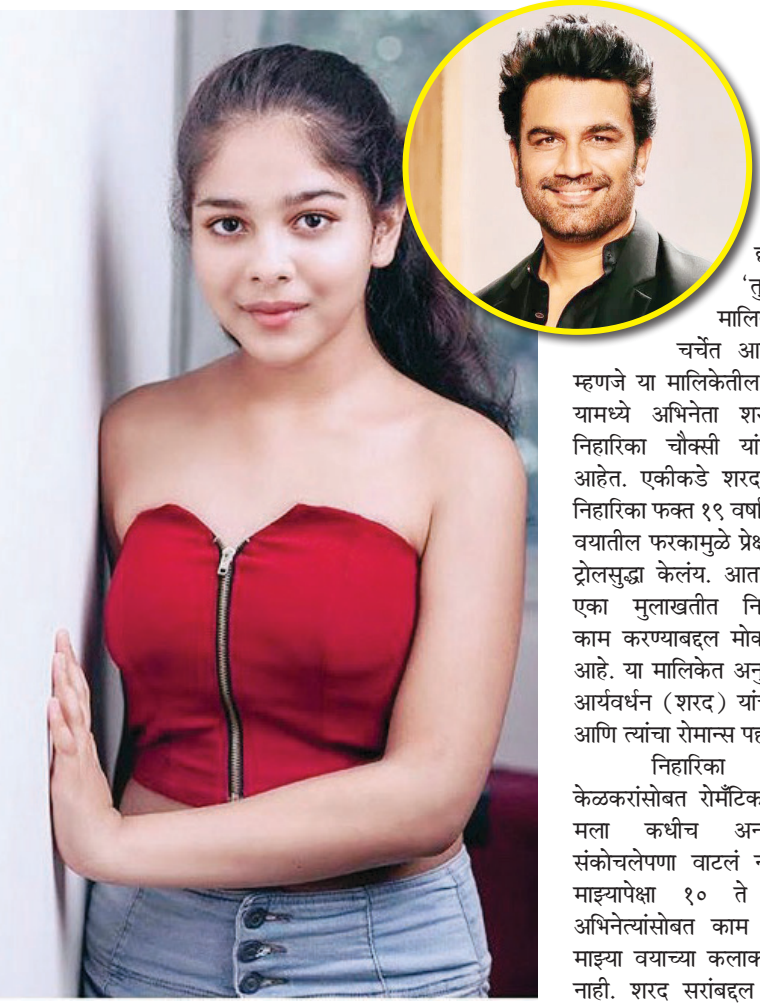 मालि
चर्चेत आ
म्हणजे या मालिकेतील
यामध्ये अभिनेता शर
निहारिका चौक्सी यां
आहेत. एकीकडे शरद
निहारिका फक्त १९ वर्षां
वयातील फरकामुळे प्रेक्ष
ट्रोलसुद्धा केलंय. आत
एका मुलाखतीत नि
काम करण्याबद्दल मोक
आहे. या मालिकेत अनु
आर्यवर्धन (शरद) यांच
आणि त्यांचा रोमान्स पह
निहारिका
केळकरांसोबत रोमँटिक
मला कधीच अन
संकोचलेपणा वाटलं न
माझ्यापेक्षा १० ते
अभिनेत्यांसोबत काम
माझ्या वयाच्या कलाक
नाही. शरद सरांबद्दल